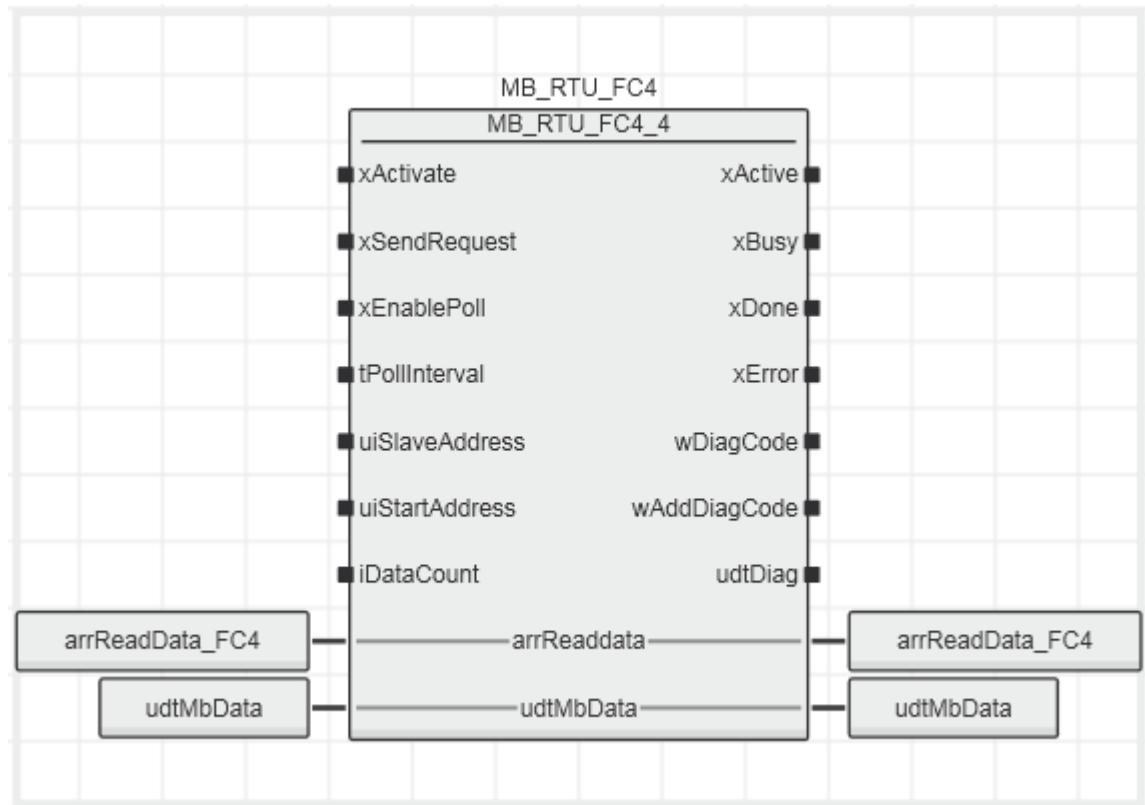 MB_RTU_FC4
MB_RTU_FC4_4
xActivate xActive
xSendRequest xBusy
xEnablePoll xDone
tPollInterval xError
uiSlaveAddress wDiagCode
uiStartAddress wAddDiagCode
iDataCount udtDiag
arrReadData_FC4 arrReaddata arrReadData_FC4
udtMbData udtMbData udtMbData